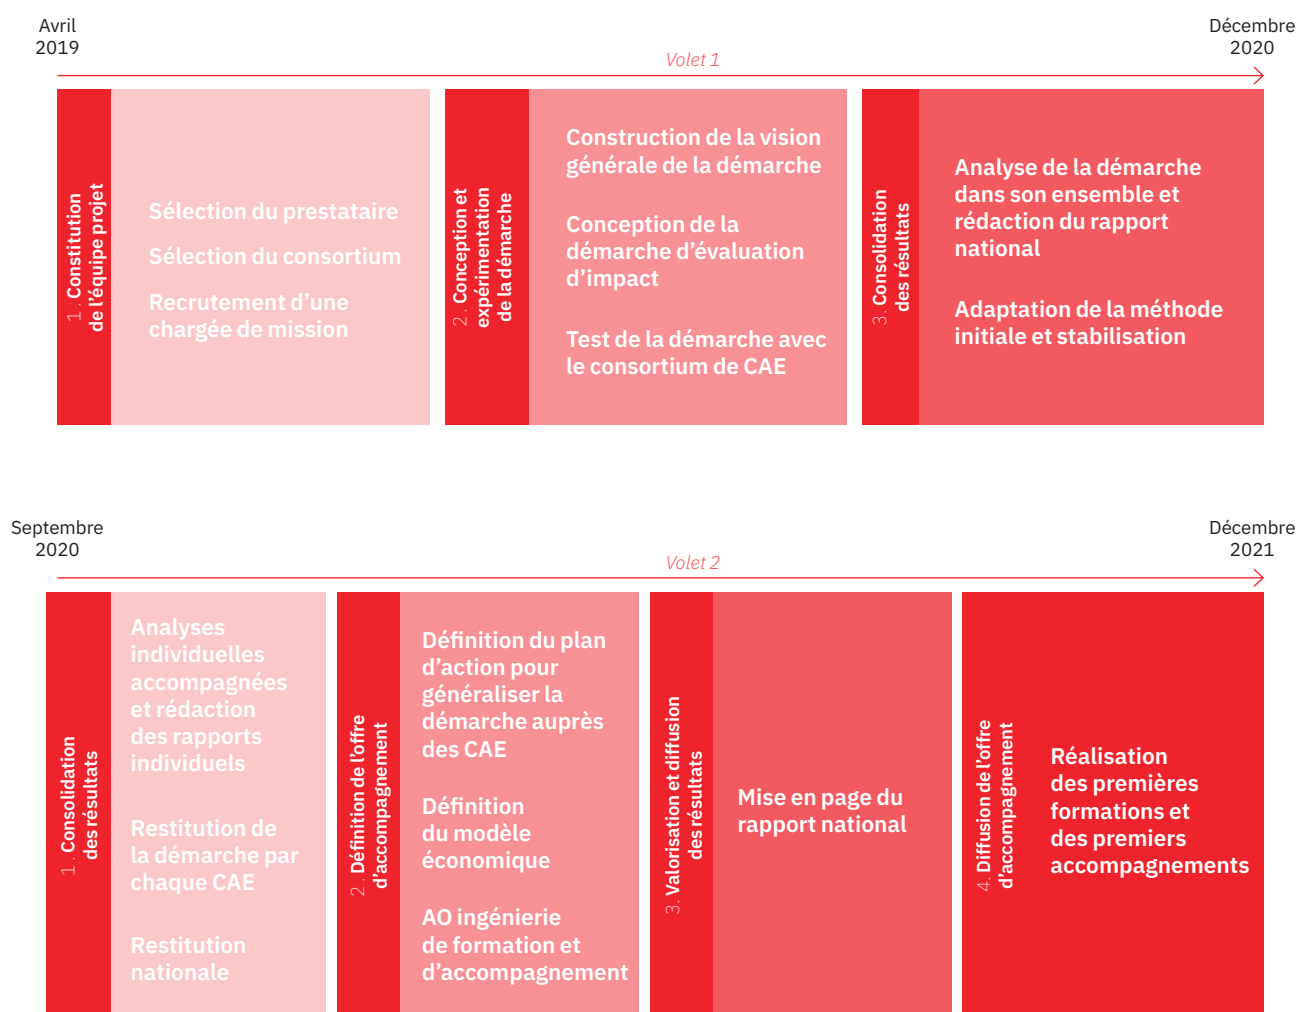 Avril
2019
Décembre
2020
Volet 1
1. Constitution
de l’équipe projet
Sélection du prestataire
Sélection du consortium
Recrutement d’une
chargée de mission
2. Conception et
expérimentation
de la démarche
Construction de la vision
générale de la démarche
Conception de la
démarche d’évaluation
d’impact
Test de la démarche avec
le consortium de CAE
3. Consolidation
des résultats
Analyse de la démarche
dans son ensemble et
rédaction du rapport
national
Adaptation de la méthode
initiale et stabilisation
Septembre
2020
Décembre
2021
Volet 2
1. Consolidation
des résultats
Analyses
individuelles
accompagnées
et rédaction
des rapports
individuels
Restitution de
la démarche par
chaque CAE
Restitution
nationale
2. Définition de l’offre
d’accompagnement
Définition du plan
d’action pour
généraliser la
démarche auprès
des CAE
Définition
du modèle
économique
AO ingénierie
de formation et
d’accompagnement
3. Valorisation et diffusion
des résultats
Mise en page du
rapport national
4. Diffusion de l’offre
d’accompagnement
Réalisation
des premières
formations et
des premiers
accompagnements